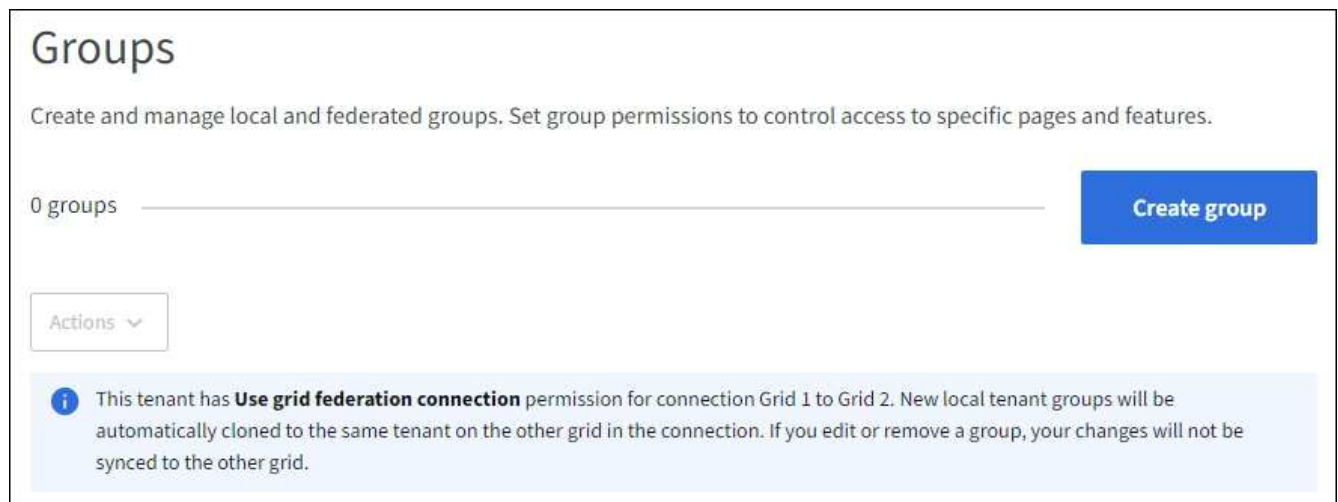 Groups
Create and manage local and federated groups. Set group permissions to control access to specific pages and features.
0 groups
Create group
Actions
This tenant has Use grid federation connection permission for connection Grid 1 to Grid 2. New local tenant groups will be
automatically cloned to the same tenant on the other grid in the connection. If you edit or remove a group, your changes will not be
synced to the other grid.